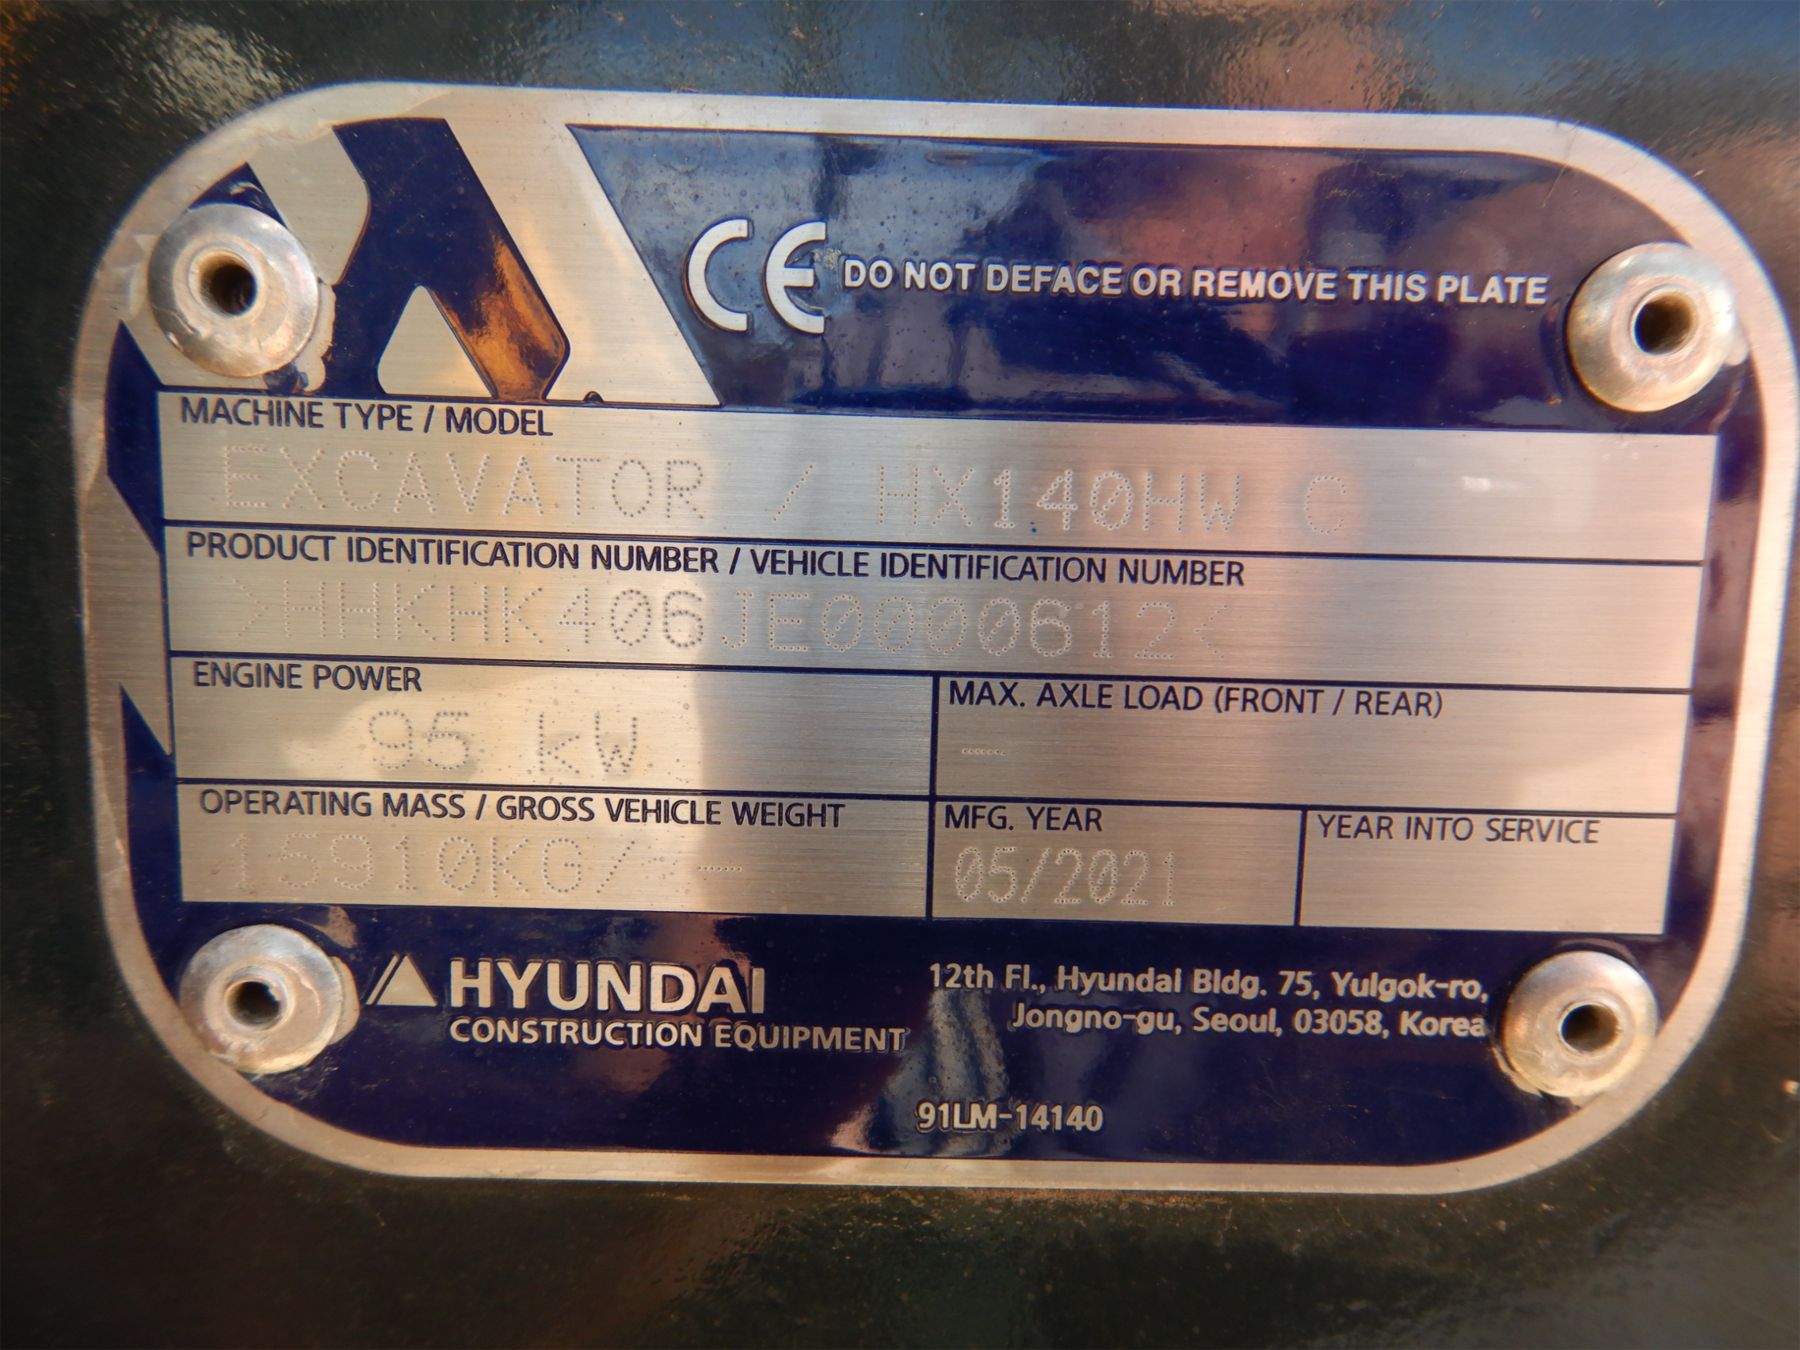 CE DO NOT DEFACE OR REMOVE THIS PLATE
MACHINE TYPE / MODEL
EXCAVATOR / HX140HW C
PRODUCT IDENTIFICATION NUMBER / VEHICLE IDENTIFICATION NUMBER
>HHKHK406JE0000612<
ENGINE POWER
95 kW
MAX. AXLE LOAD (FRONT / REAR)
-
OPERATING MASS / GROSS VEHICLE WEIGHT
15910KG/ -
MFG. YEAR
05/2021
YEAR INTO SERVICE
HYUNDAI
CONSTRUCTION EQUIPMENT
12th Fl., Hyundai Bldg. 75, Yulgok-ro,
Jongno-gu, Seoul, 03058, Korea
91LM-14140